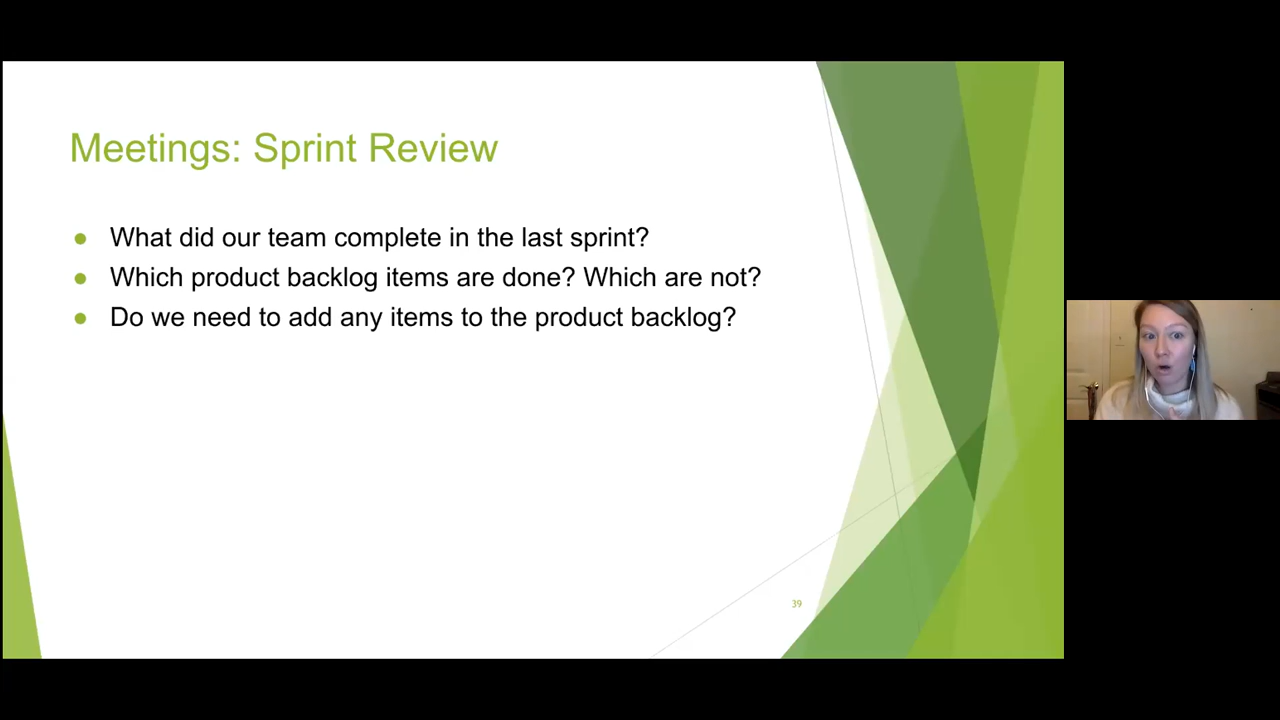 Meetings: Sprint Review
● What did our team complete in the last sprint?
● Which product backlog items are done? Which are not?
● Do we need to add any items to the product backlog?
39